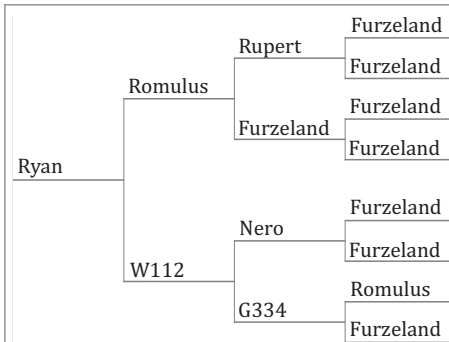 Furzeland
Rupert
Furzeland
Romulus
Furzeland
Furzeland
Furzeland
Ryan
Furzeland
Nero
Furzeland
W112
Romulus
G334
Furzeland